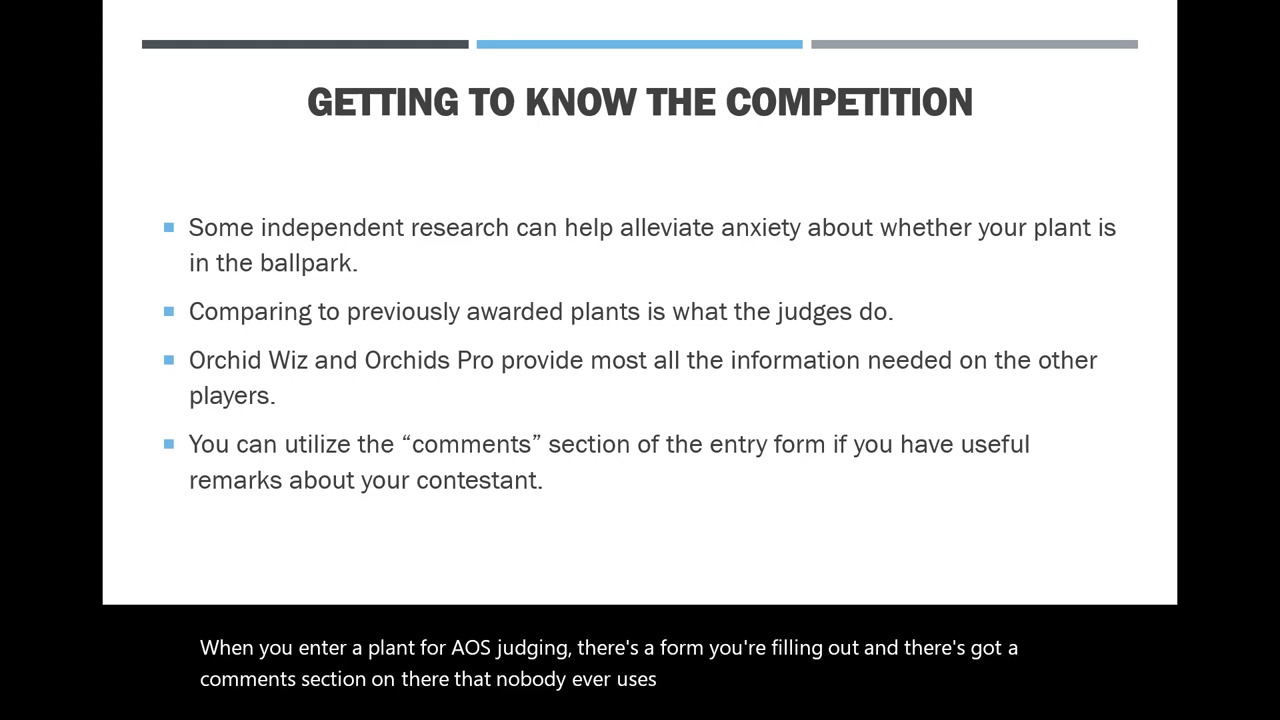 GETTING TO KNOW THE COMPETITION
Some independent research can help alleviate anxiety about whether your plant is
in the ballpark.
Comparing to previously awarded plants is what the judges do.
Orchid Wiz and Orchids Pro provide most all the information needed on the other
players.
You can utilize the “comments” section of the entry form if you have useful
remarks about your contestant.
When you enter a plant for AOS judging, there's a form you're filling out and there's got a
comments section on there that nobody ever uses